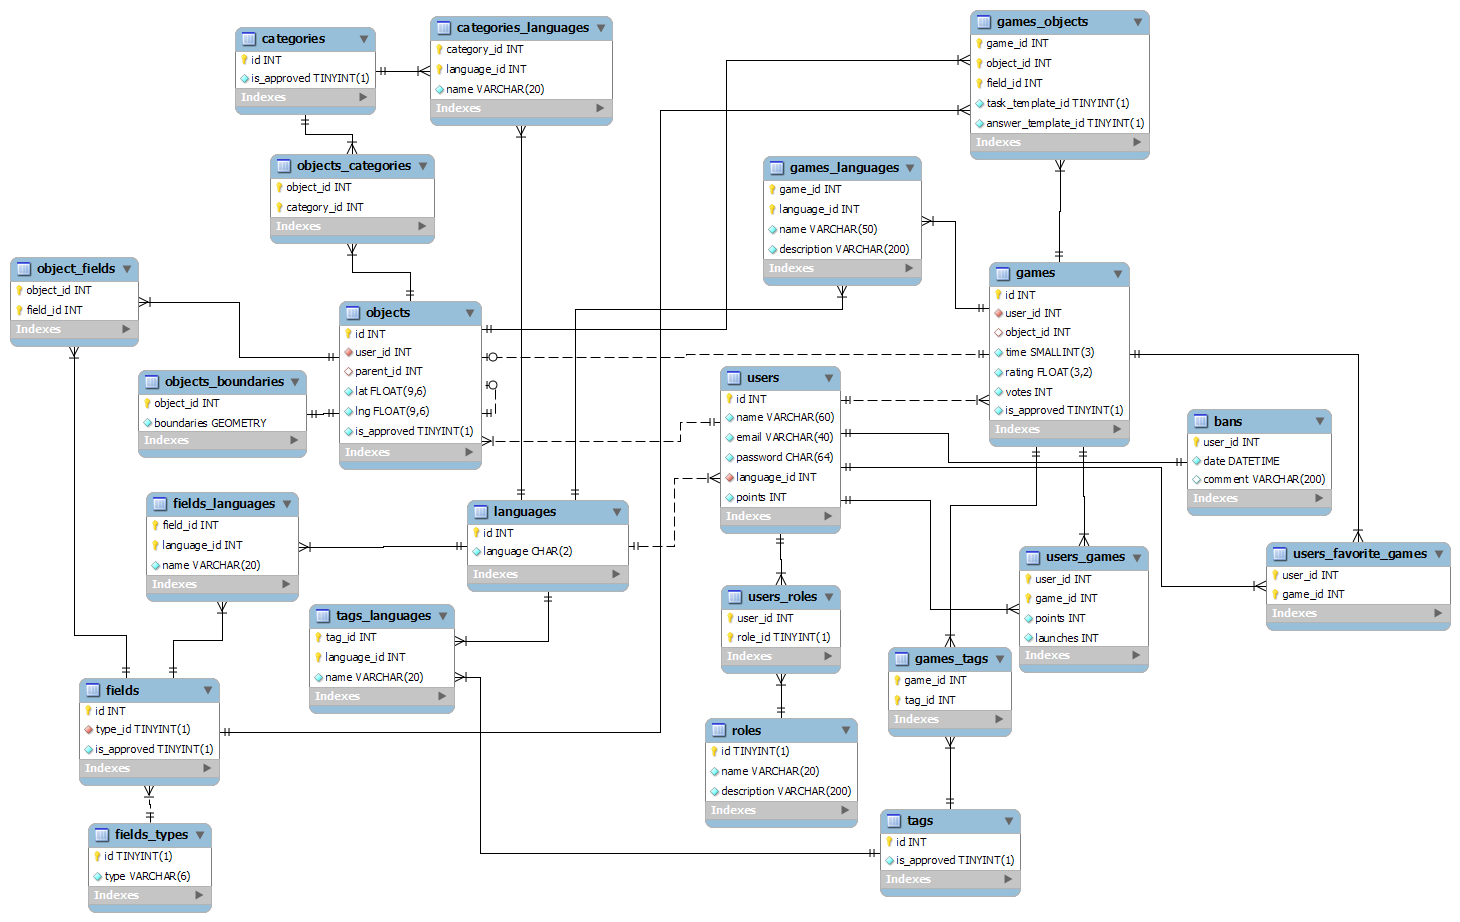 categories
id INT
is_approved TINYINT(1)
Indexes
categories_languages
category_id INT
language_id INT
name VARCHAR(20)
Indexes
games_objects
game_id INT
object_id INT
field_id INT
task_template_id TINYINT(1)
answer_template_id TINYINT(1)
Indexes
objects_categories
object_id INT
category_id INT
Indexes
games_languages
game_id INT
language_id INT
name VARCHAR(50)
description VARCHAR(200)
Indexes
object_fields
object_id INT
field_id INT
Indexes
objects
id INT
user_id INT
parent_id INT
lat FLOAT(9,6)
lng FLOAT(9,6)
is_approved TINYINT(1)
Indexes
games
id INT
user_id INT
object_id INT
time SMALLINT(3)
rating FLOAT(3,2)
votes INT
is_approved TINYINT(1)
Indexes
objects_boundaries
object_id INT
boundaries GEOMETRY
Indexes
users
id INT
name VARCHAR(60)
email VARCHAR(40)
password CHAR(64)
language_id INT
points INT
Indexes
bans
user_id INT
date DATETIME
comment VARCHAR(200)
Indexes
fields_languages
field_id INT
language_id INT
name VARCHAR(20)
Indexes
languages
id INT
language CHAR(2)
Indexes
users_games
user_id INT
game_id INT
points INT
launches INT
Indexes
users_favorite_games
user_id INT
game_id INT
Indexes
tags_languages
tag_id INT
language_id INT
name VARCHAR(20)
Indexes
users_roles
user_id INT
role_id TINYINT(1)
Indexes
games_tags
game_id INT
tag_id INT
Indexes
fields
id INT
type_id TINYINT(1)
is_approved TINYINT(1)
Indexes
roles
id TINYINT(1)
name VARCHAR(20)
description VARCHAR(200)
Indexes
fields_types
id TINYINT(1)
type VARCHAR(6)
Indexes
tags
id INT
is_approved TINYINT(1)
Indexes